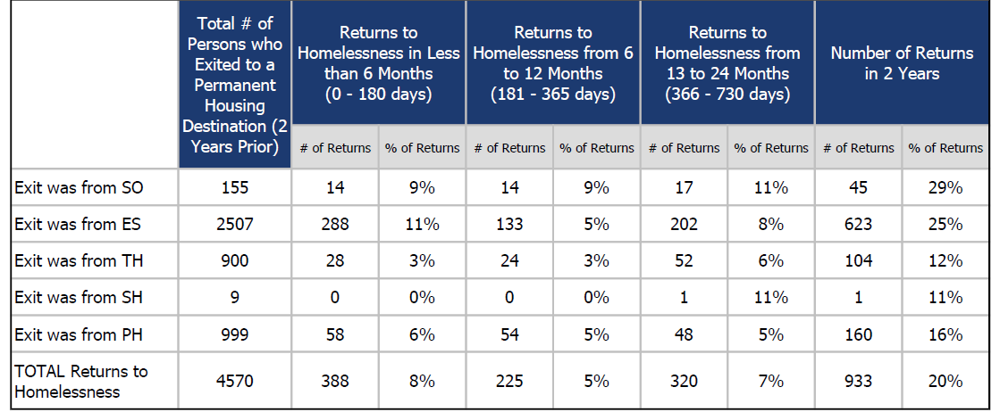 Total # of
Persons who
Exited to a
Permanent
Housing
Destination (2
Years Prior)
Returns to
Homelessness in Less
than 6 Months
(0 - 180 days)
Returns to
Homelessness from 6
to 12 Months
(181 - 365 days)
Returns to
Homelessness from
13 to 24 Months
(366 - 730 days)
Number of Returns
in 2 Years
# of Returns % of Returns # of Returns % of Returns # of Returns % of Returns # of Returns % of Returns
Exit was from SO 155 14 9% 14 9% 17 11% 45 29%
Exit was from ES 2507 288 11% 133 5% 202 8% 623 25%
Exit was from TH 900 28 3% 24 3% 52 6% 104 12%
Exit was from SH 9 0 0% 0 0% 1 11% 1 11%
Exit was from PH 999 58 6% 54 5% 48 5% 160 16%
TOTAL Returns to
Homelessness 4570 388 8% 225 5% 320 7% 933 20%